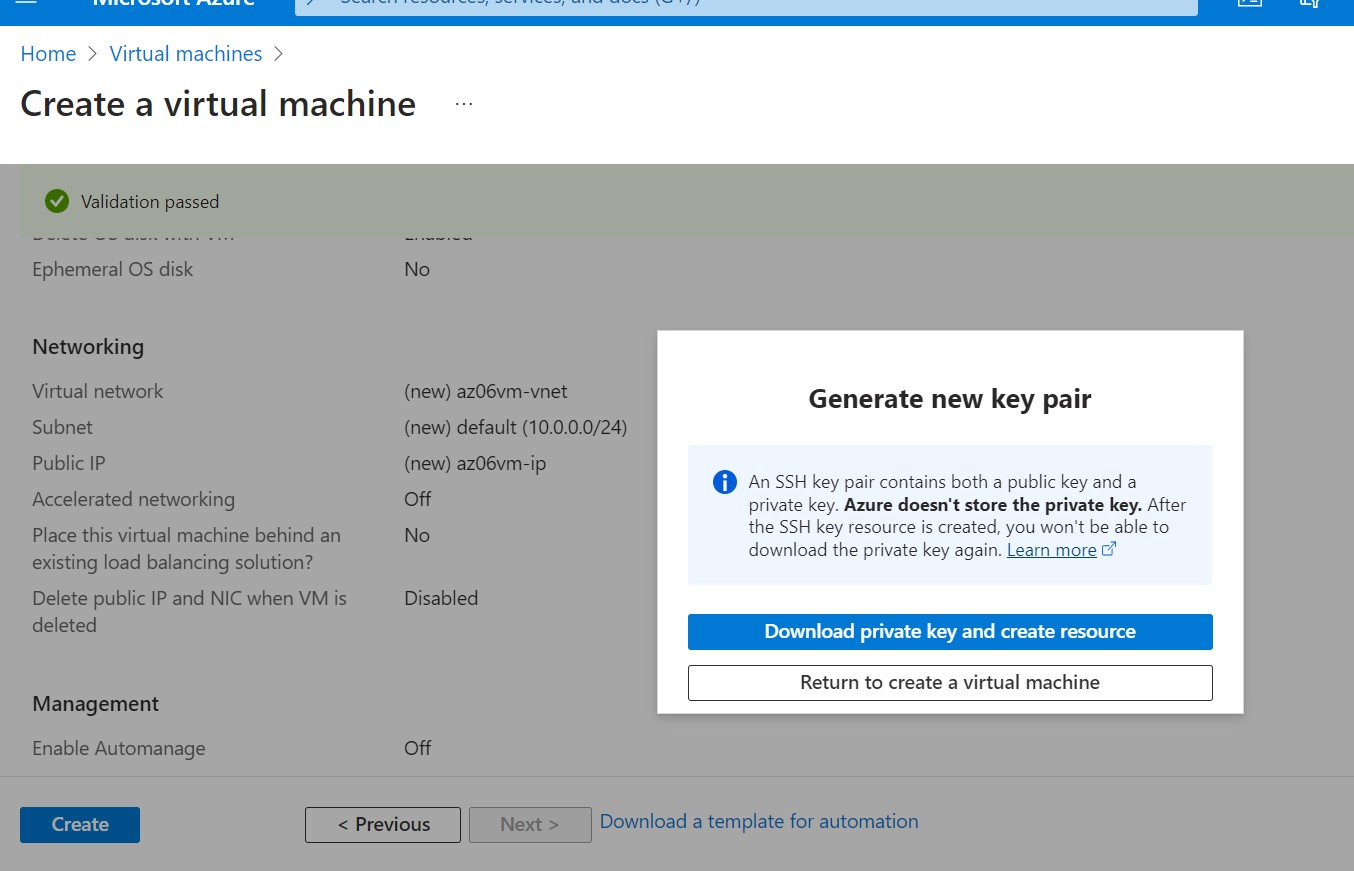 Microsoft Azure
Search resources, services, and docs (G+/)
Home > Virtual machines >
Create a virtual machine ...
Validation passed
Delete OS disk with VM Enabled
Ephemeral OS disk No
Networking
Virtual network (new) az06vm-vnet
Subnet (new) default (10.0.0.0/24)
Public IP (new) az06vm-ip
Accelerated networking Off
Place this virtual machine behind an No
existing load balancing solution?
Delete public IP and NIC when VM is Disabled
deleted
Management
Enable Automanage Off
Generate new key pair
An SSH key pair contains both a public key and a
private key. Azure doesn't store the private key. After
the SSH key resource is created, you won't be able to
download the private key again. Learn more
Download private key and create resource
Return to create a virtual machine
Create
< Previous
Next >
Download a template for automation